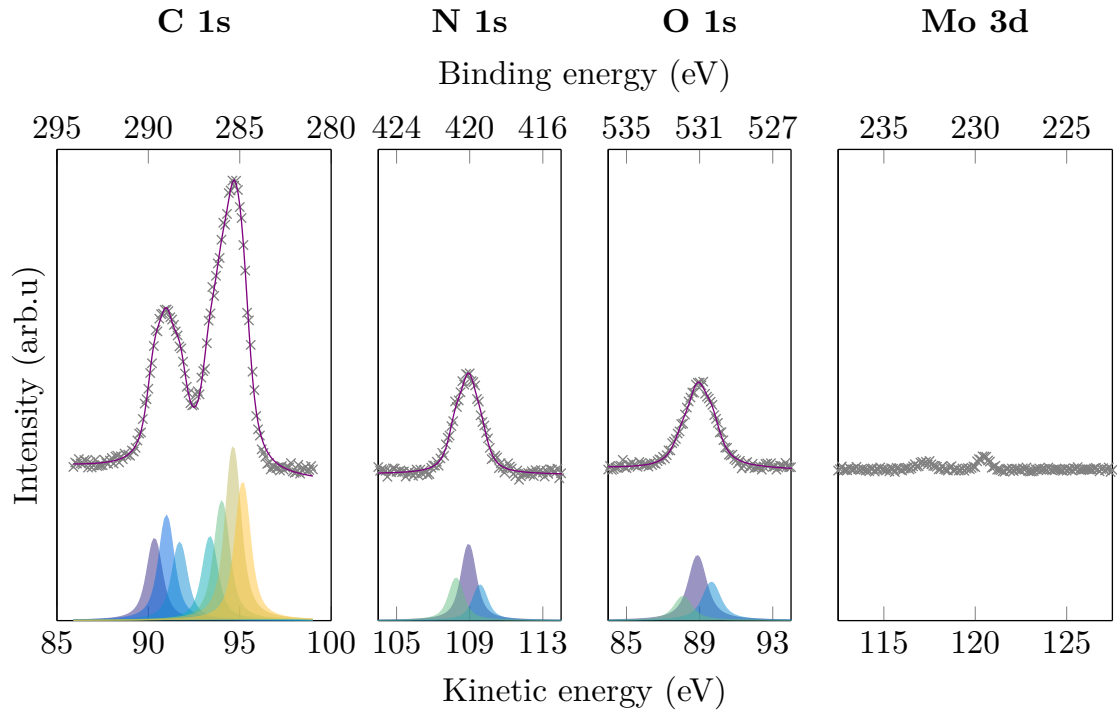 C 1s N 1s O 1s Mo 3d
Binding energy (eV)
295 290 285 280 424 420 416 535 531 527 235 230 225
Intensity (arb.u)
85 90 95 100 105 109 113 85 89 93 115 120 125
Kinetic energy (eV)